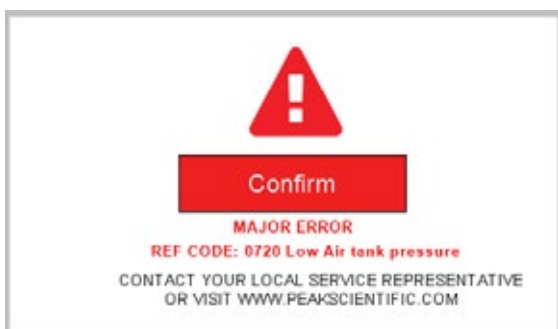 Confirm
MAJOR ERROR
REF CODE: 0720 Low Air tank pressure
CONTACT YOUR LOCAL SERVICE REPRESENTATIVE
OR VISIT WWW.PEAKSCIENTIFIC.COM